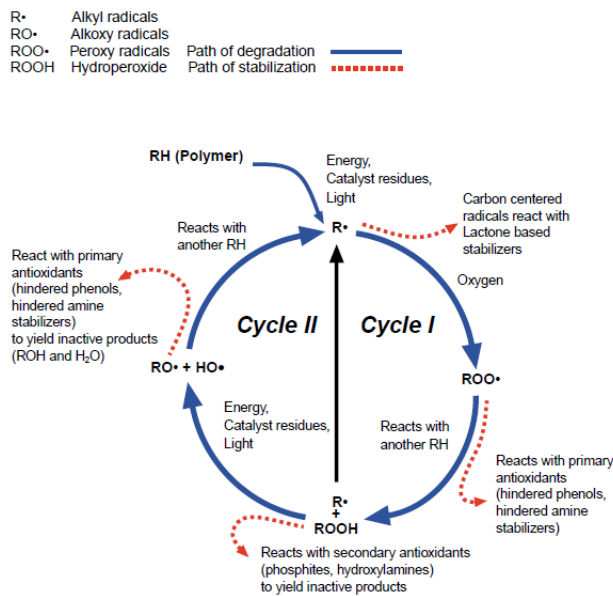 R• Alkyl radicals
RO• Alkoxy radicals
ROO• Peroxy radicals Path of degradation
ROOH Hydroperoxide Path of stabilization
RH (Polymer)
Energy,
Catalyst residues,
Light
R•
Carbon centered
radicals react with
Lactone based
stabilizers
Reacts with
another RH
React with primary
antioxidants
(hindered phenols,
hindered amine
stabilizers)
to yield inactive products
(ROH and H₂O)
Oxygen
Cycle II
Cycle I
RO• + HO•
ROO•
Energy,
Catalyst residues,
Light
Reacts with
another RH
Reacts with primary
antioxidants
(hindered phenols,
hindered amine
stabilizers)
R•
+
ROOH
Reacts with secondary antioxidants
(phosphites, hydroxylamines)
to yield inactive products